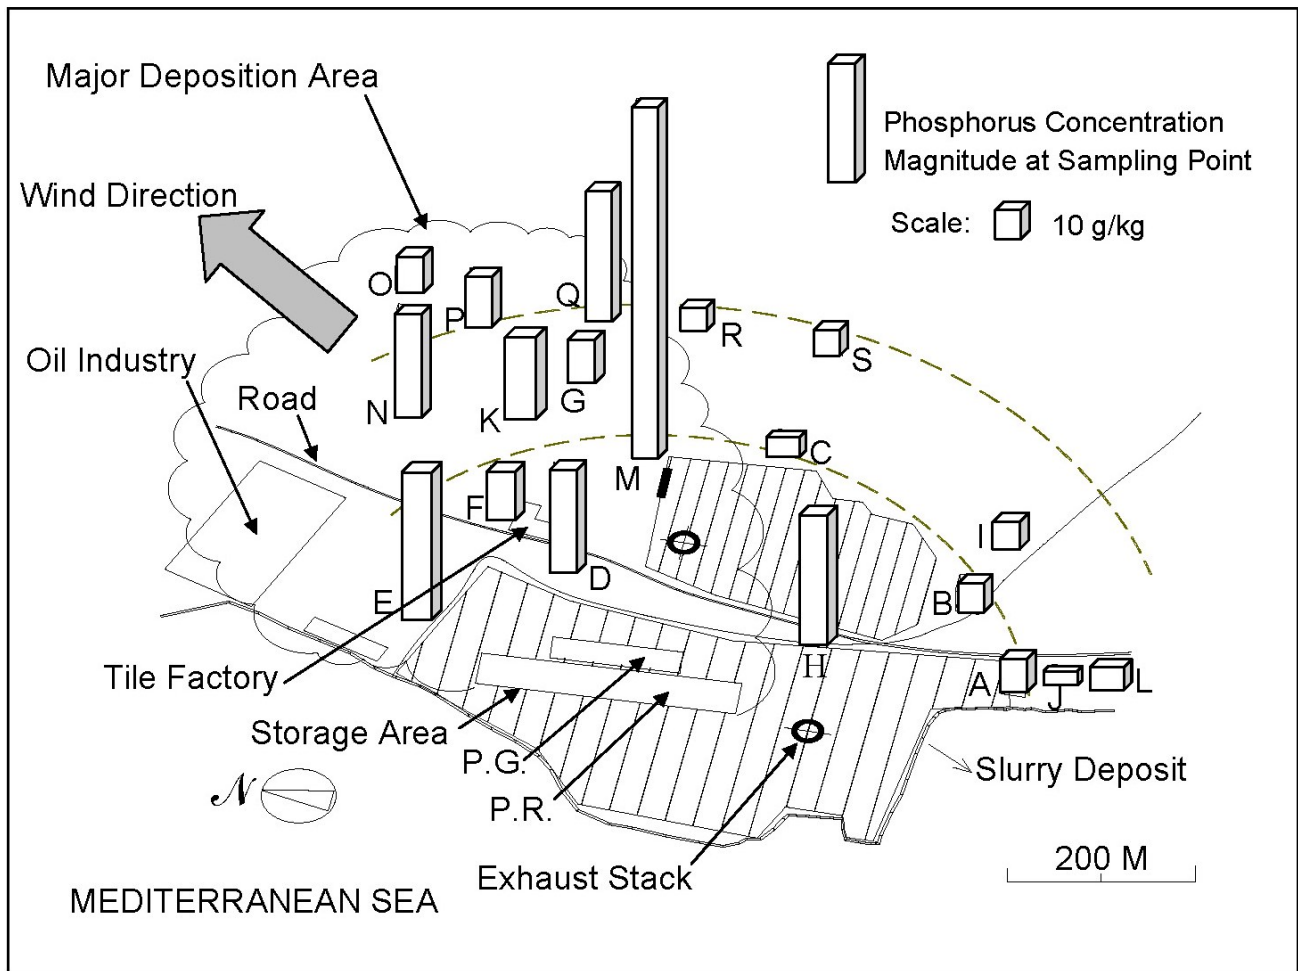 Major Deposition Area
Phosphorus Concentration
Magnitude at Sampling Point
Wind Direction
Scale:
10 g/kg
O
P
Q
R
S
Oil Industry
Road
N
K
G
C
M
F
E
D
I
B
H
A
J
L
Tile Factory
Storage Area
P.G.
P.R.
Slurry Deposit
N
Exhaust Stack
200 M
MEDITERRANEAN SEA